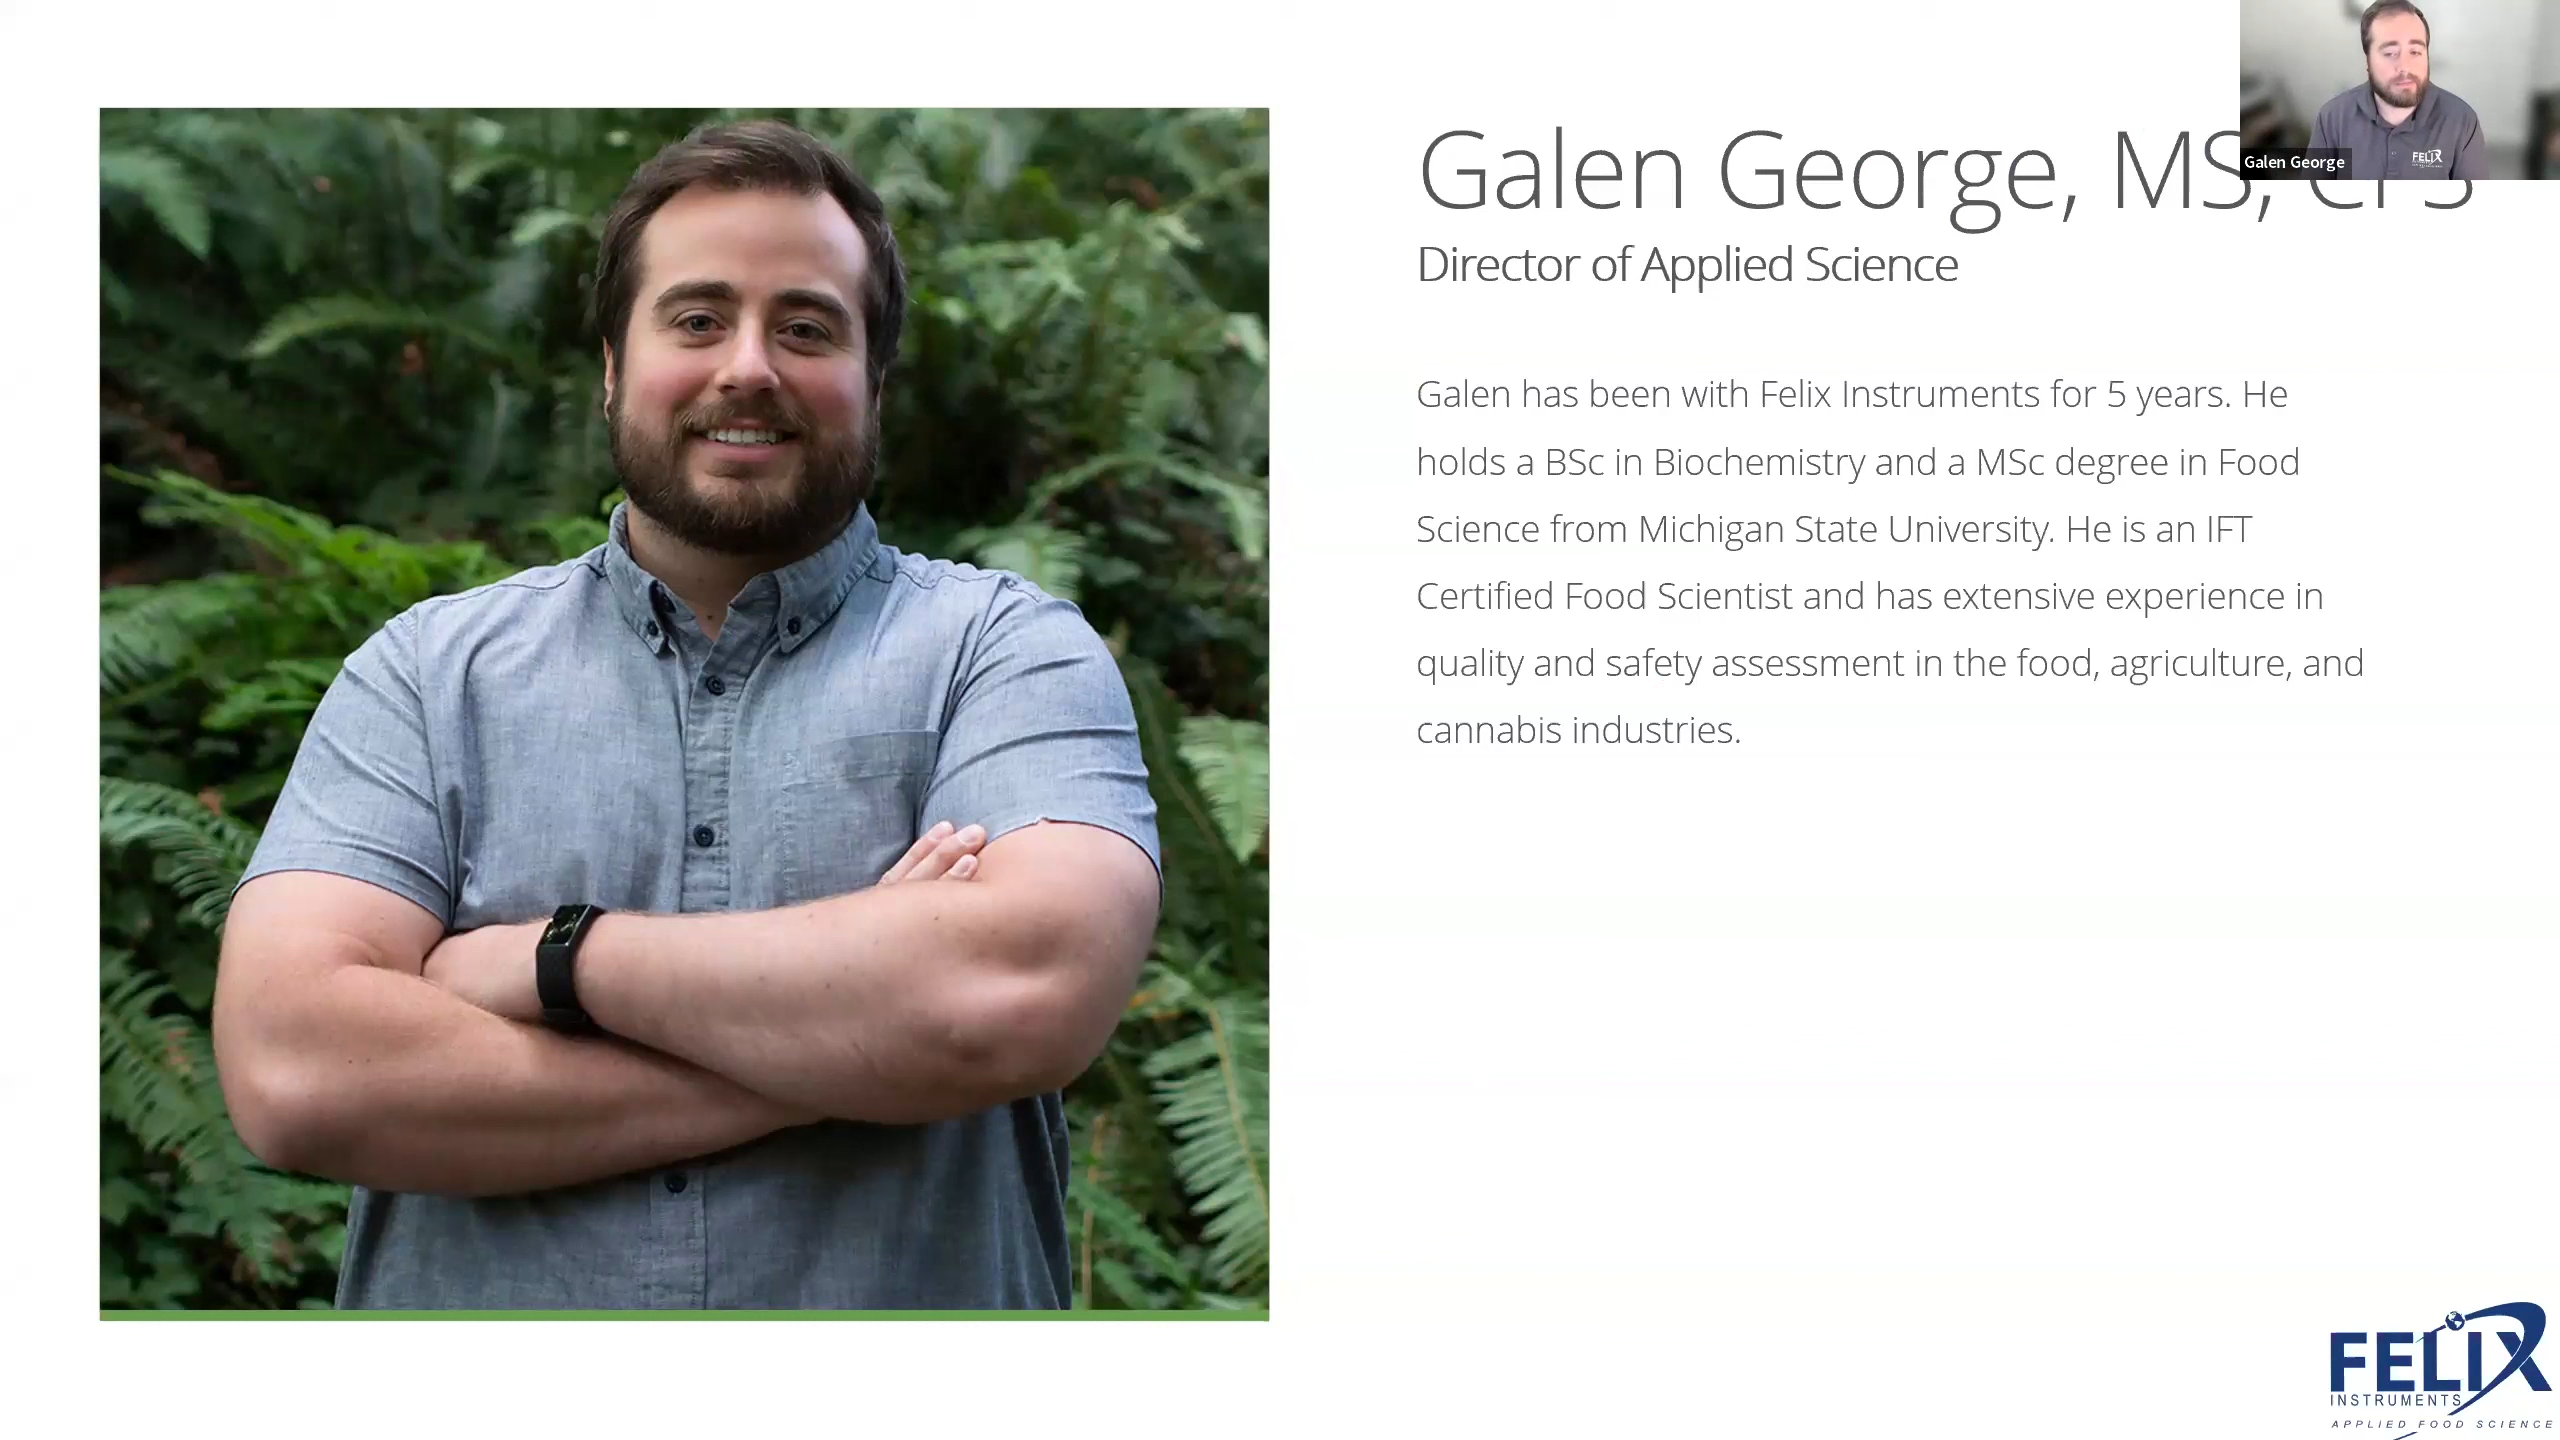 Galen George, MS, CFS
Galen George
FELIX
Director of Applied Science
Galen has been with Felix Instruments for 5 years. He
holds a BSc in Biochemistry and a MSc degree in Food
Science from Michigan State University. He is an IFT
Certified Food Scientist and has extensive experience in
quality and safety assessment in the food, agriculture, and
cannabis industries.
FELIX
INSTRUMENTS
APPLIED FOOD SCIENCE